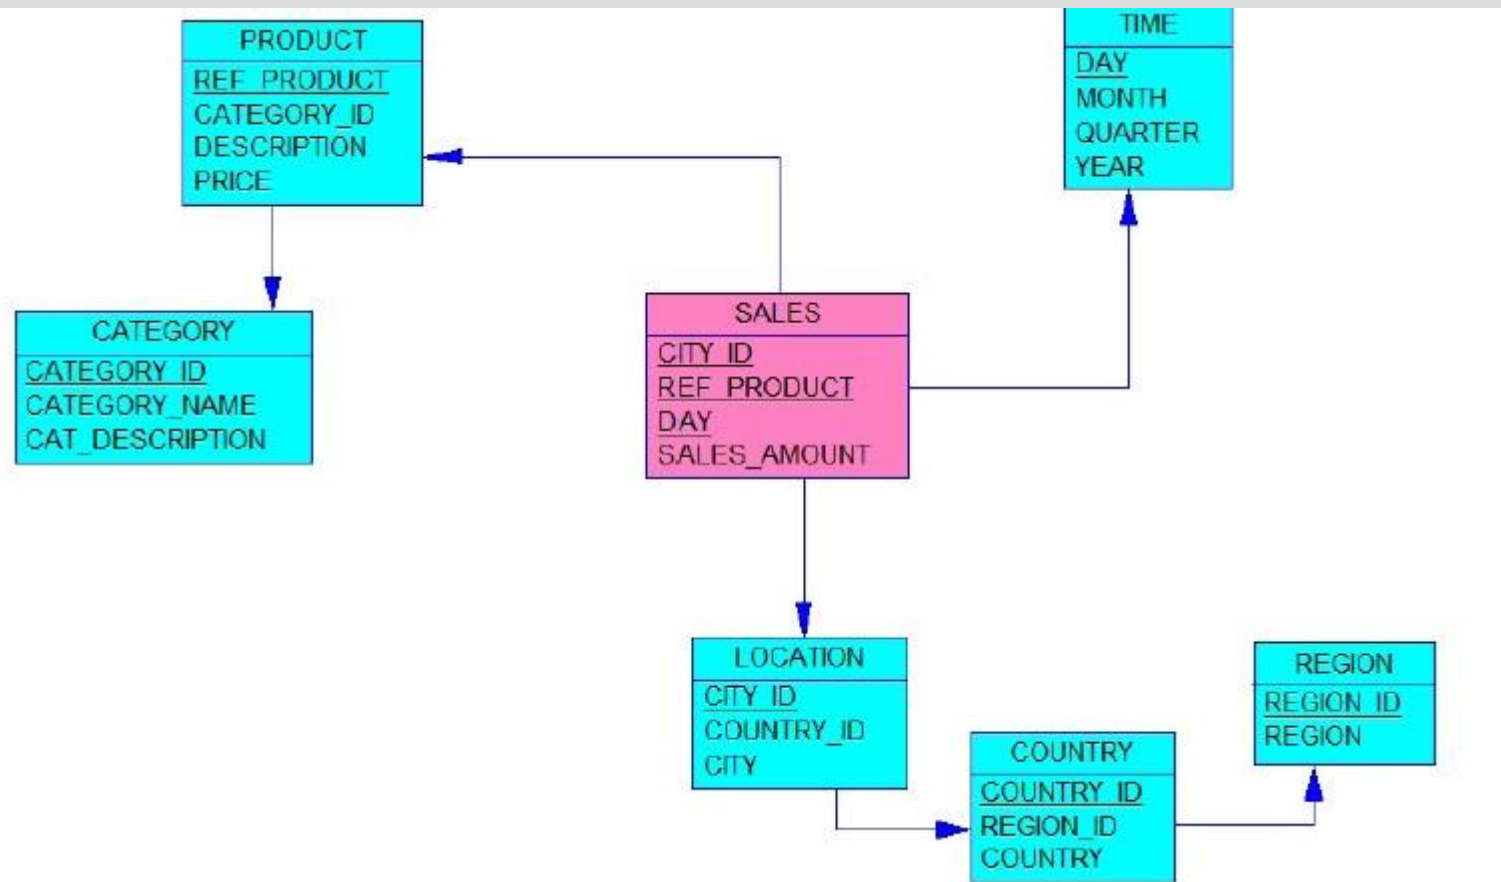 PRODUCT
REF_PRODUCT
CATEGORY_ID
DESCRIPTION
PRICE
TIME
DAY
MONTH
QUARTER
YEAR
CATEGORY
CATEGORY_ID
CATEGORY_NAME
CAT_DESCRIPTION
SALES
CITY_ID
REF_PRODUCT
DAY
SALES_AMOUNT
LOCATION
CITY_ID
COUNTRY_ID
CITY
COUNTRY
COUNTRY_ID
REGION_ID
COUNTRY
REGION
REGION_ID
REGION